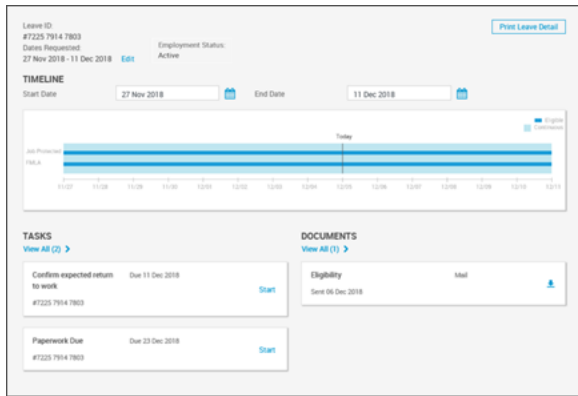 Leave ID:
#7225 7914 7803
Print Leave Detail
Dates Requested:
27 Nov 2018 - 11 Dec 2018 Edit
Employment Status:
Active
TIMELINE
Start Date 27 Nov 2018 End Date 11 Dec 2018
Eligible
Continuous
Today
Job Protected
FMLA
11/27 11/28 11/29 11/30 12/01 12/02 12/03 12/04 12/05 12/06 12/07 12/08 12/09 12/10 12/11
TASKS
View All (2)
Confirm expected return Due 11 Dec 2018
to work
Start
#7225 7914 7803
Paperwork Due Due 23 Dec 2018
Start
#7225 7914 7803
DOCUMENTS
View All (1)
Eligibility Mail
Sent 06 Dec 2018